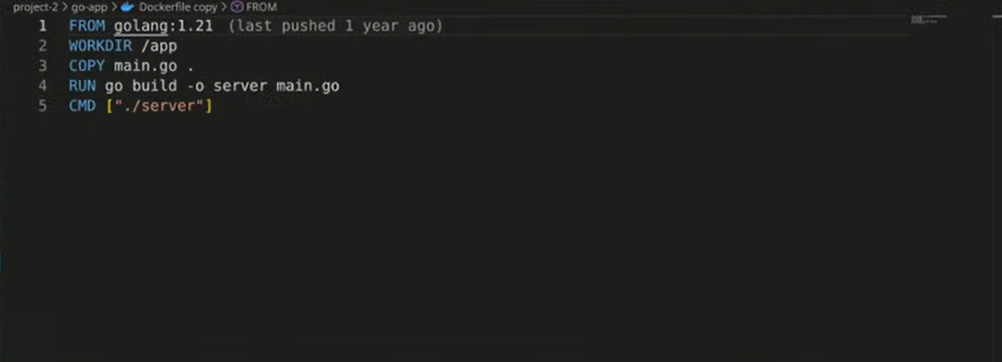 project-2 > go-app > Dockerfile copy > FROM
1 FROM golang:1.21 (last pushed 1 year ago)
2 WORKDIR /app
3 COPY main.go .
4 RUN go build -o server main.go
5 CMD ["./server"]